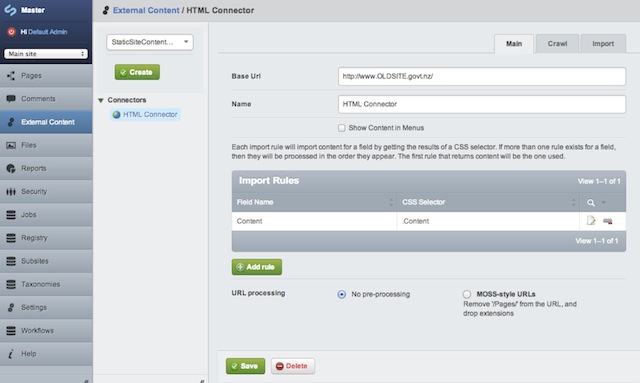 Master
Hi Default Admin
Main site
Pages
Comments
External Content
Files
Reports
Security
Jobs
Registry
Subsites
Taxonomies
Settings
Workflows
Help
External Content / HTML Connector
StaticSiteContent...
Create
Connectors
HTML Connector
Main
Crawl
Import
Base Url
http://www.OLDSITE.govt.nz/
Name
HTML Connector
Show Content in Menus
Each import rule will import content for a field by getting the results of a CSS selector. If more than one rule exists for a field,
then they will be processed in the order they appear. The first rule that returns content will be the one used.
Import Rules
View 1–1 of 1
Field Name
CSS Selector
Content
.Content
View 1–1 of 1
Add rule
URL processing
No pre-processing
MOSS-style URLs
Remove '/Pages/' from the URL, and
drop extensions
Save
Delete